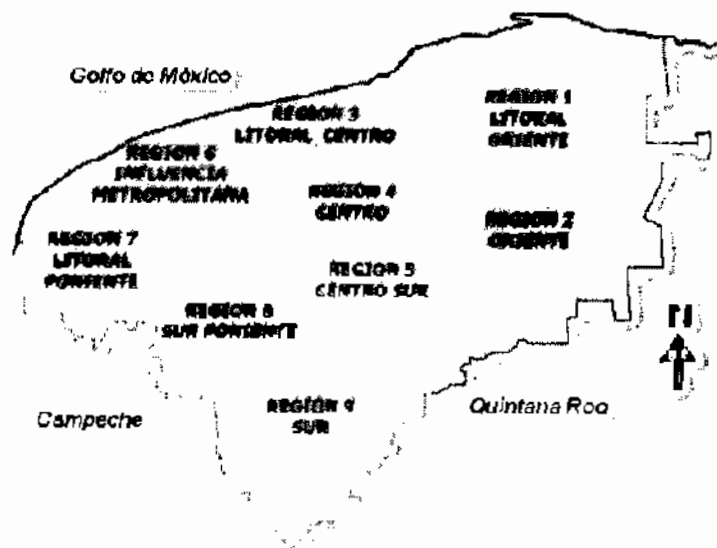 Golfo de México
REGION 3
LITORAL CENTRO
REGION 1
LITORAL
ORIENTE
REGION 6
INFLUENCIA
METROPOLITANA
REGION 4
CENTRO
REGION 2
ORIENTE
REGION 7
LITORAL
PONIENTE
REGION 5
CENTRO SUR
REGION 8
SUR PONIENTE
N
Campeche
REGIÓN 9
SUR
Quintana Roo